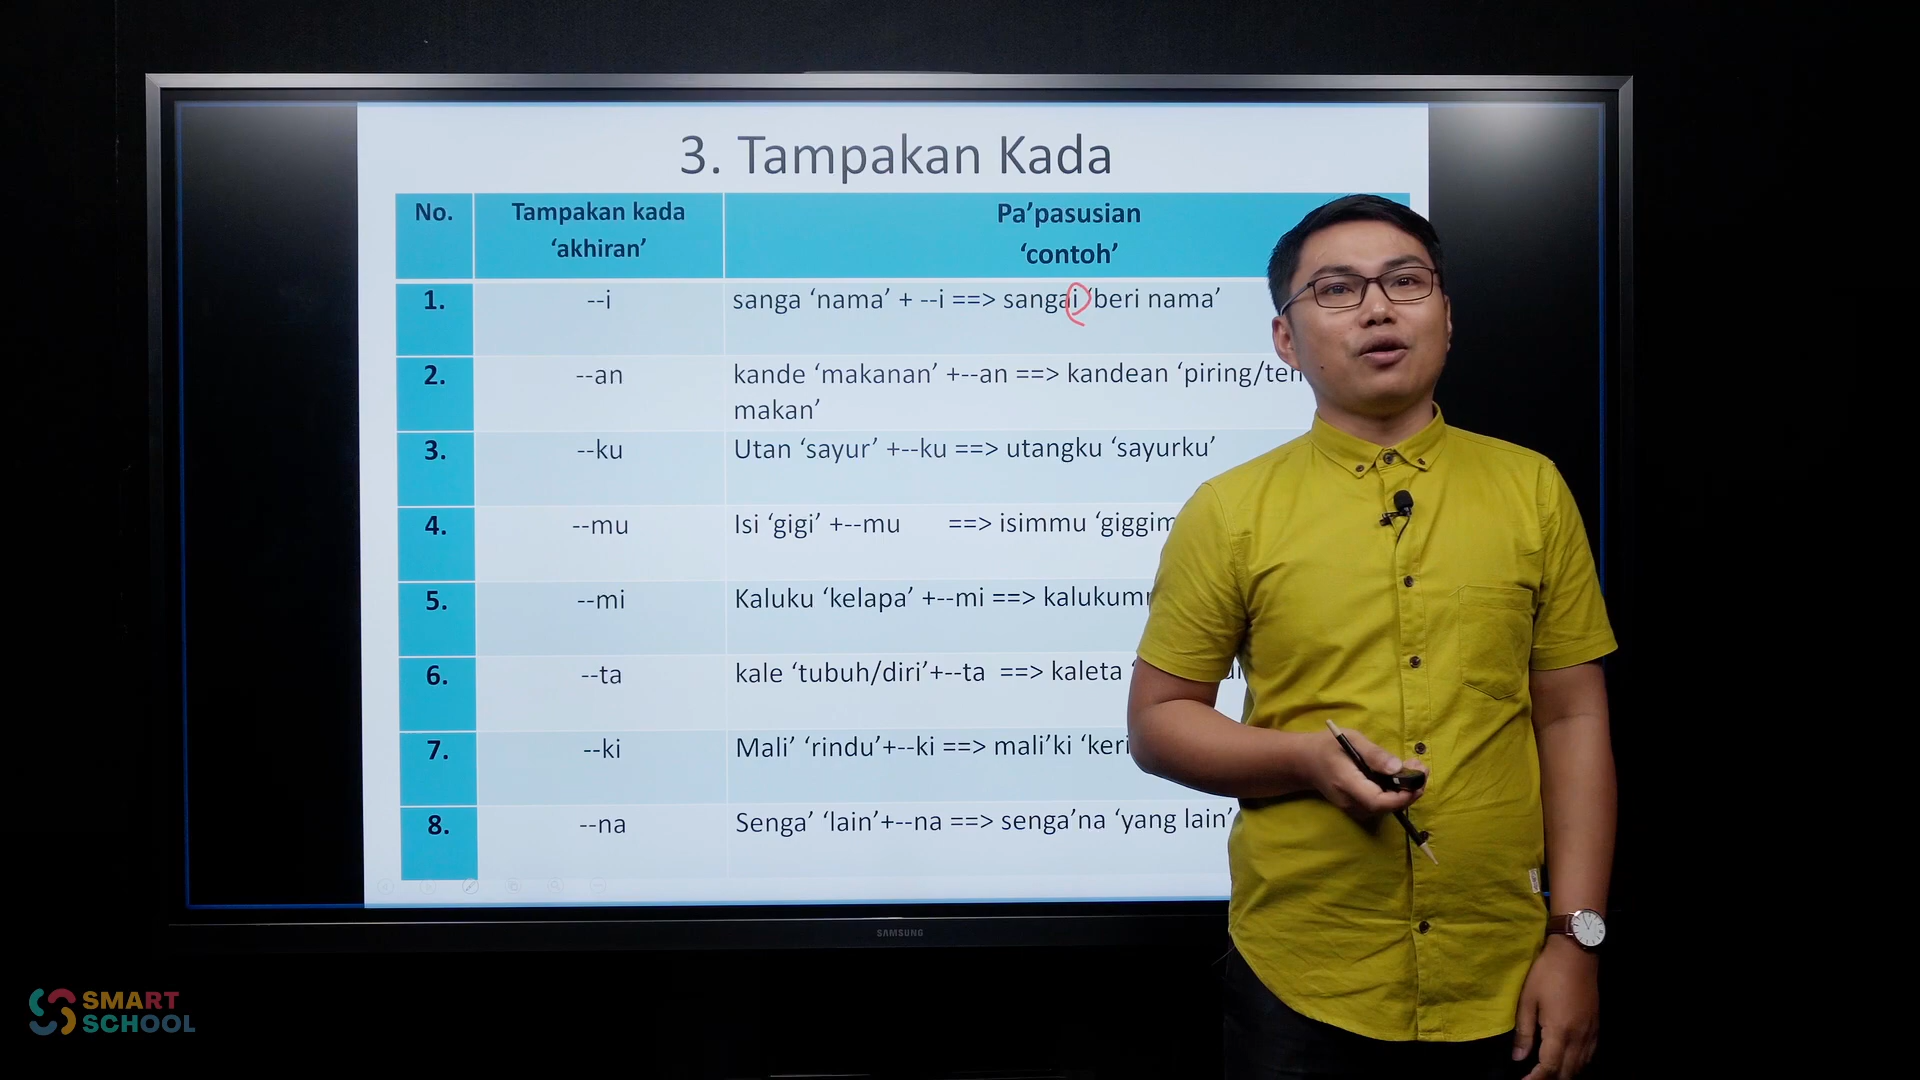 3. Tampakan Kada
No.
Tampakan kada
‘akhiran’
Pa’pasusian
‘contoh’
1.
--i
sanga ‘nama’ + --i ==> sangai ‘beri nama’
2.
--an
kande ‘makanan’ +--an ==> kandean ‘piring/
makan’
3.
--ku
Utan ‘sayur’ +--ku ==> utangku ‘sayurku’
4.
--mu
Isi ‘gigi’ +--mu ==> isimmu
5.
--mi
Kaluku ‘kelapa’ +--mi ==>
6.
--ta
kale ‘tubuh/diri’+--ta ==> kaleta
7.
--ki
Mali’ ‘rindu’+--ki ==> mali’ki
8.
--na
Senga’ ‘lain’+--na ==> senga’na ‘yang lain’
SAMSUNG
SMART
SCHOOL